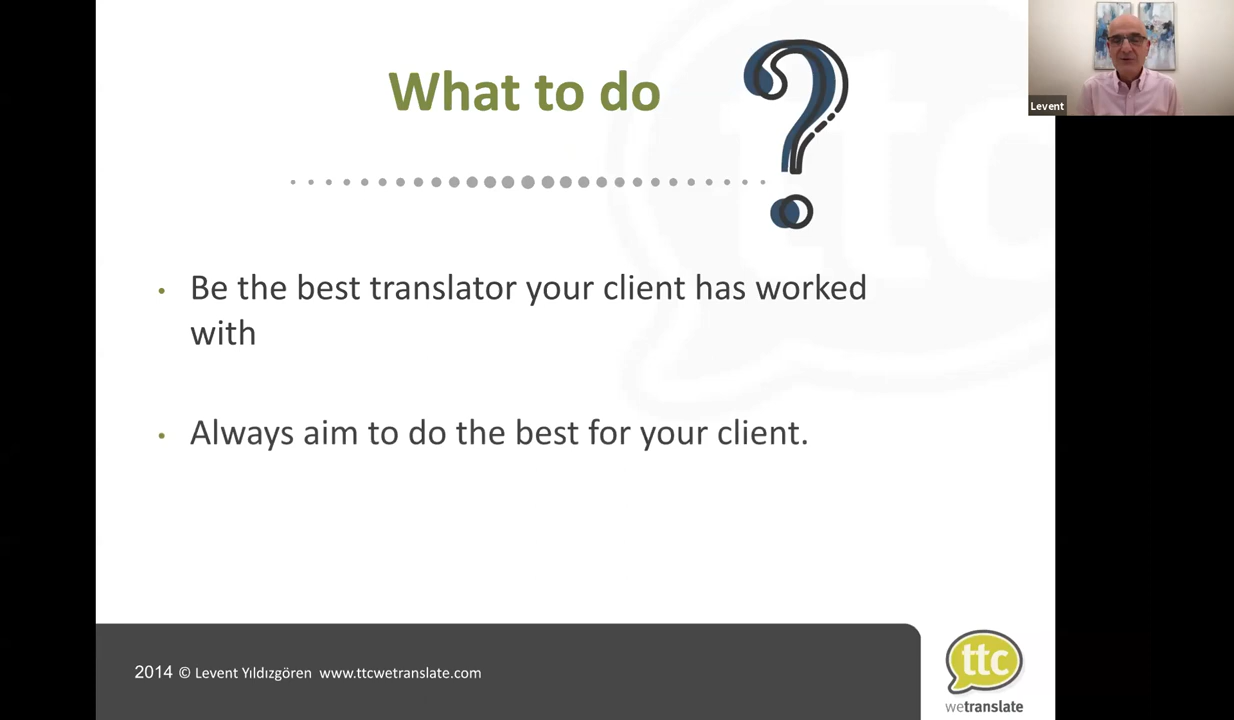 What to do
?
Levent
• Be the best translator your client has worked
with
• Always aim to do the best for your client.
2014 © Levent Yıldızgören www.ttcwetranslate.com
ttc
wetranslate